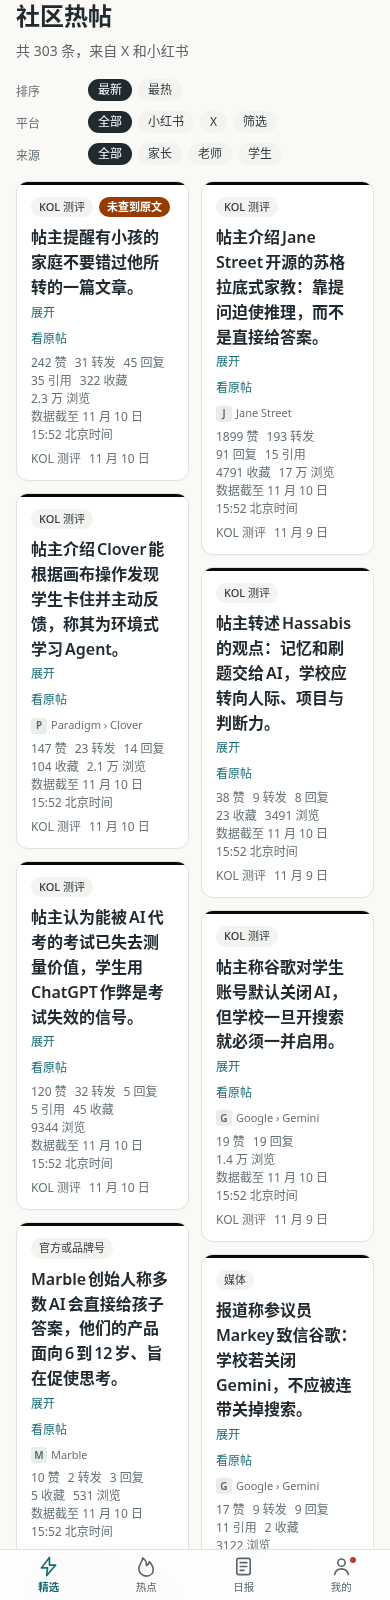 社区热帖
共 303 条，来自 X 和小红书
排序 最新 最热
平台 全部 小红书 X 筛选
来源 全部 家长 老师 学生
KOL 测评 未查到原文
帖主提醒有小孩的
家庭不要错过他所
转的一篇文章。
展开
看原帖
242 赞 31 转发 45 回复
35 引用 322 收藏
2.3 万 浏览
数据截至 11 月 10 日
15:52 北京时间
KOL 测评 11 月 10 日
KOL 测评
帖主介绍 Clover 能
根据画布操作发现
学生卡住并主动反
馈，称其为环境式
学习 Agent。
展开
看原帖
P Paradigm › Clover
147 赞 23 转发 14 回复
104 收藏 2.1 万 浏览
数据截至 11 月 10 日
15:52 北京时间
KOL 测评 11 月 10 日
KOL 测评
帖主认为能被 AI 代
考的考试已失去测
量价值，学生用
ChatGPT 作弊是考
试失效的信号。
展开
看原帖
120 赞 32 转发 5 回复
5 引用 45 收藏
9344 浏览
数据截至 11 月 10 日
15:52 北京时间
KOL 测评 11 月 10 日
官方或品牌号
Marble 创始人称多
数 AI 会直接给孩子
答案，他们的产品
面向 6 到 12 岁、旨
在促使思考。
展开
看原帖
M Marble
10 赞 2 转发 3 回复
5 收藏 531 浏览
数据截至 11 月 10 日
15:52 北京时间
KOL 测评
帖主介绍 Jane
Street 开源的苏格
拉底式家教：靠提
问迫使推理，而不
是直接给答案。
展开
看原帖
J Jane Street
1899 赞 193 转发
91 回复 15 引用
4791 收藏 17 万 浏览
数据截至 11 月 10 日
15:52 北京时间
KOL 测评 11 月 9 日
KOL 测评
帖主转述 Hassabis
的观点：记忆和刷
题交给 AI，学校应
转向人际、项目与
判断力。
展开
看原帖
38 赞 9 转发 8 回复
23 收藏 3491 浏览
数据截至 11 月 10 日
15:52 北京时间
KOL 测评 11 月 9 日
KOL 测评
帖主称谷歌对学生
账号默认关闭 AI，
但学校一旦开搜索
就必须一并启用。
展开
看原帖
G Google › Gemini
19 赞 19 回复
1.4 万 浏览
数据截至 11 月 10 日
15:52 北京时间
KOL 测评 11 月 9 日
媒体
报道称参议员
Markey 致信谷歌：
学校若关闭
Gemini，不应被连
带关掉搜索。
展开
看原帖
G Google › Gemini
17 赞 9 转发 9 回复
11 引用 2 收藏
3122 浏览
精选 热点 日报 我的